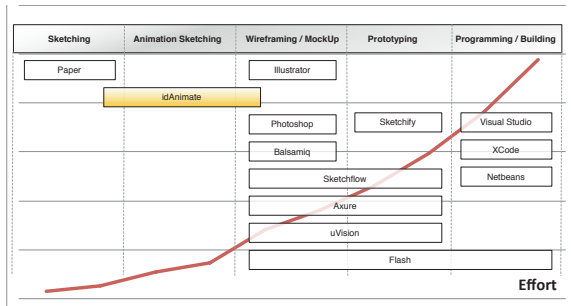 Sketching
Animation Sketching
Wireframing / MockUp
Prototyping
Programming / Building
Paper
Illustrator
idAnimate
Photoshop
Sketchify
Visual Studio
Balsamiq
XCode
Sketchflow
Netbeans
Axure
uVision
Flash
Effort